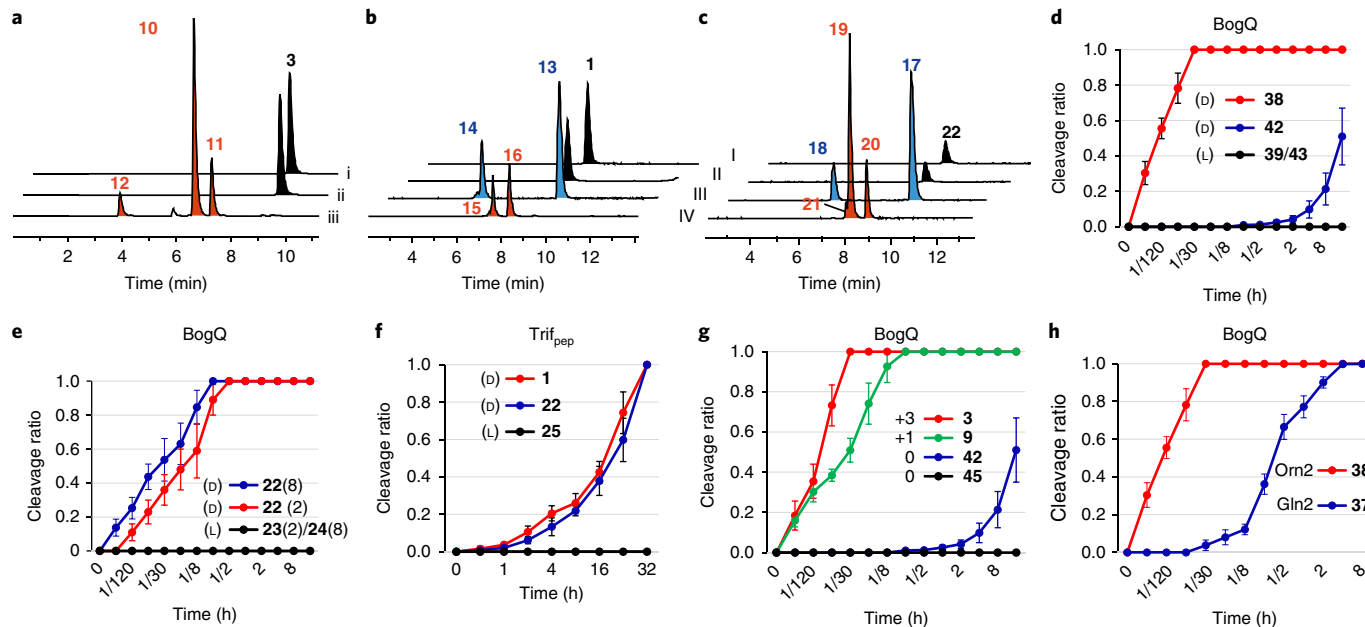 a
10
3
11
12
i
ii
iii
2 4 6 8 10
Time (min)
b
13
1
14
16
15
4 6 8 10 12
Time (min)
c
19
17
22
18
20
21
I
II
III
IV
4 6 8 10 12
Time (min)
d
BogQ
Cleavage ratio
1.0
0.8
0.6
0.4
0.2
0
(D) 38
(D) 42
(L) 39/43
0 1/120 1/30 1/8 1/2 2 8
Time (h)
e
BogQ
Cleavage ratio
1.0
0.8
0.6
0.4
0.2
0
(D) 22(8)
(D) 22 (2)
(L) 23(2)/24(8)
0 1/120 1/30 1/8 1/2 2 8
Time (h)
f
Trifpep
Cleavage ratio
1.0
0.8
0.6
0.4
0.2
0.0
(D) 1
(D) 22
(L) 25
0 1 4 16 32
Time (h)
g
BogQ
Cleavage ratio
1.0
0.8
0.6
0.4
0.2
0.0
+3 3
+1 9
0 42
0 45
0 1/120 1/30 1/8 1/2 2 8
Time (h)
h
BogQ
Cleavage ratio
1.0
0.8
0.6
0.4
0.2
0.0
Orn2 38
Gln2 37
0 1/120 1/30 1/8 1/2 2 8
Time (h)